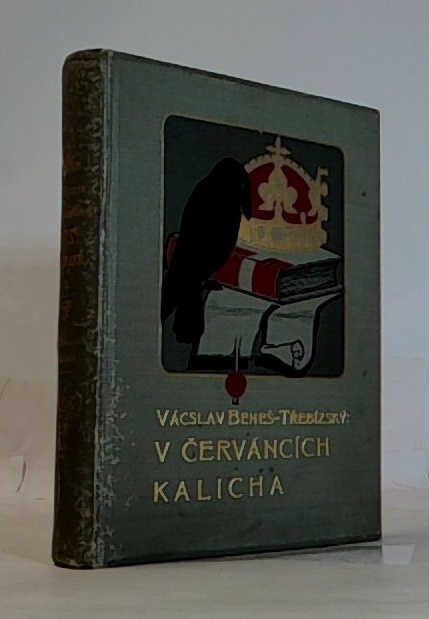 VÁCSLAV BENEŠ-TŘEBÍZSKÝ:
V ČERVÁNCÍCH
KALICHA